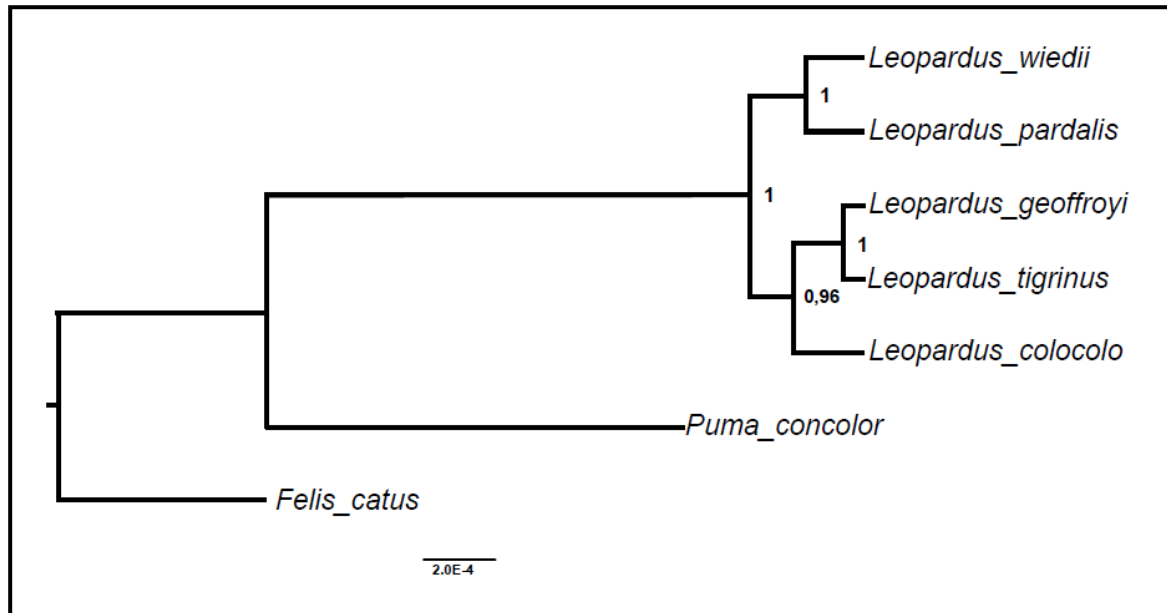 Leopardus_wiedii
1
Leopardus_pardalis
1
Leopardus_geoffroyi
1
Leopardus_tigrinus
0,96
Leopardus_colocolo
Puma_concolor
Felis_catus
2.0E-4